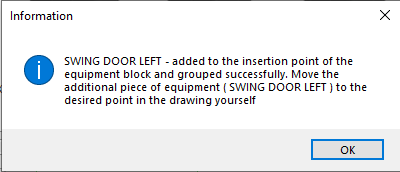 Information
SWING DOOR LEFT - added to the insertion point of the
equipment block and grouped successfully. Move the
additional piece of equipment ( SWING DOOR LEFT ) to the
desired point in the drawing yourself
OK